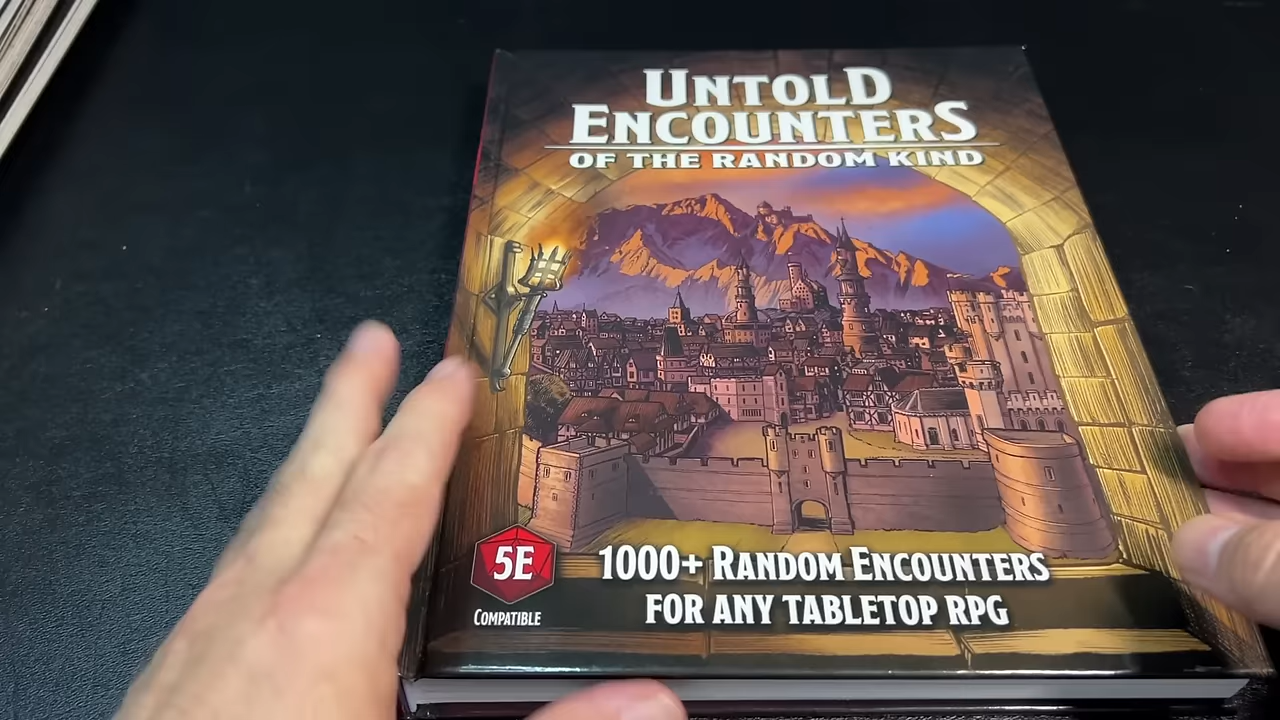 UNTOLD
ENCOUNTERS
OF THE RANDOM KIND
5E
COMPATIBLE
1000+ RANDOM ENCOUNTERS
FOR ANY TABLETOP RPG